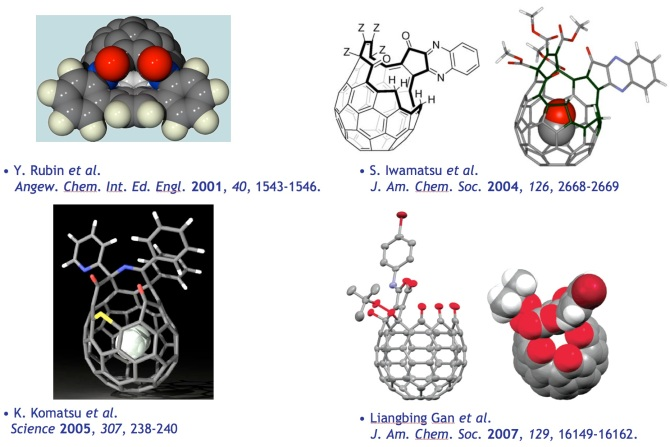 Z Z Z O
Z O N
N
H H H
H
• Y. Rubin et al.
Angew. Chem. Int. Ed. Engl. 2001, 40, 1543-1546.
• S. Iwamatsu et al.
J. Am. Chem. Soc. 2004, 126, 2668-2669
• K. Komatsu et al.
Science 2005, 307, 238-240
• Liangbing Gan et al.
J. Am. Chem. Soc. 2007, 129, 16149-16162.